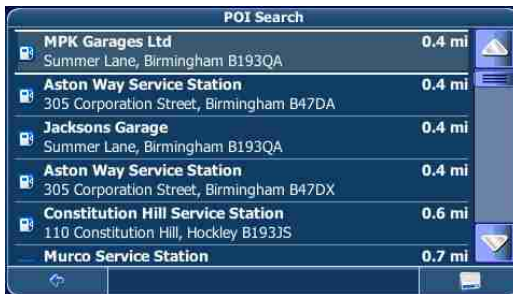 POI Search
MPK Garages Ltd 0.4 mi
Summer Lane, Birmingham B193QA
Aston Way Service Station 0.4 mi
305 Corporation Street, Birmingham B47DA
Jacksons Garage 0.4 mi
Summer Lane, Birmingham B193QA
Aston Way Service Station 0.4 mi
305 Corporation Street, Birmingham B47DX
Constitution Hill Service Station 0.6 mi
110 Constitution Hill, Hockley B193JS
Murco Service Station 0.7 mi